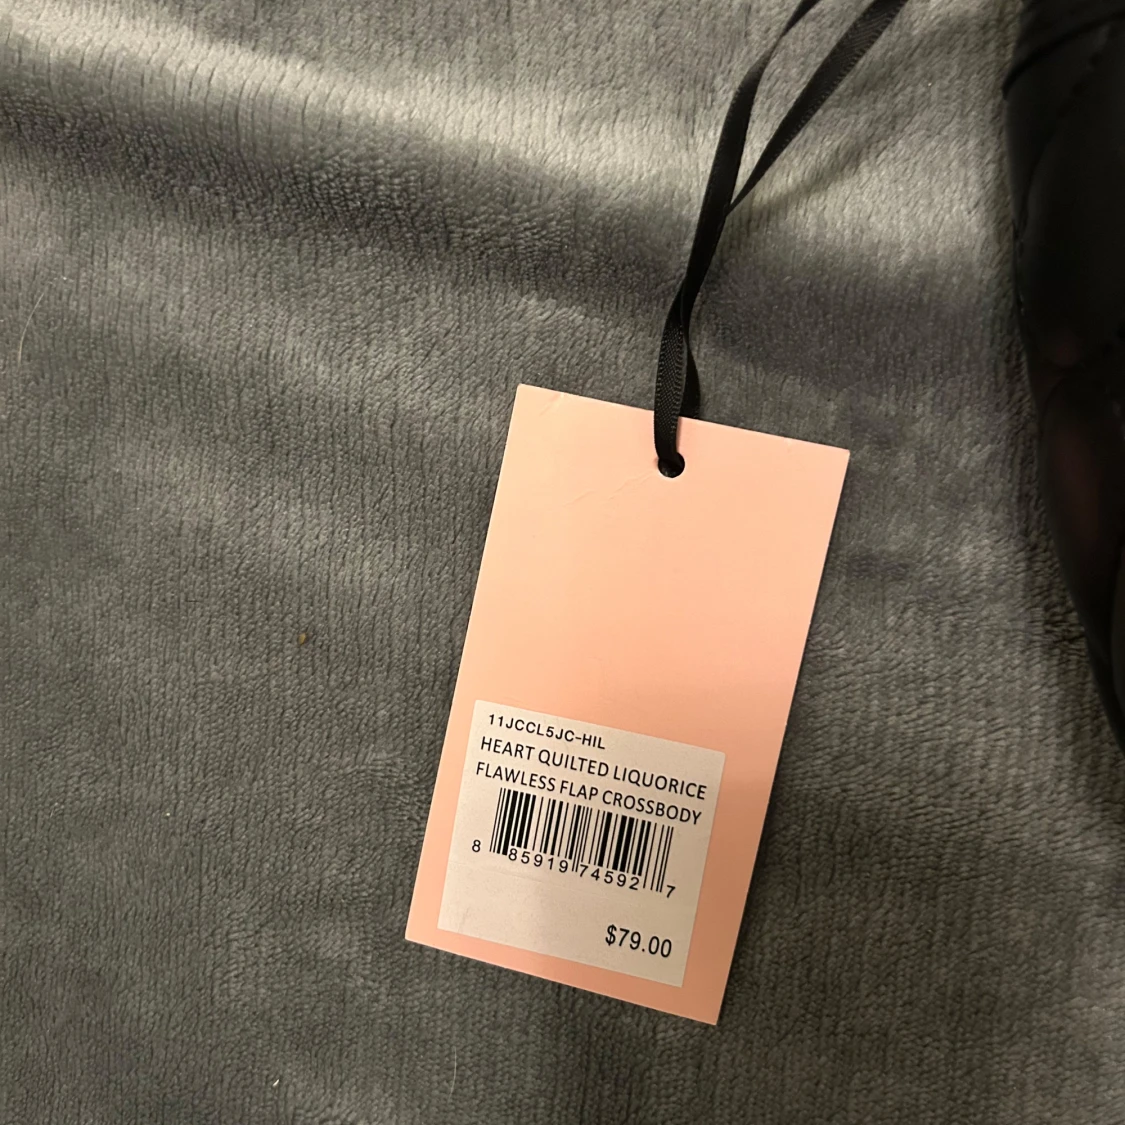 11JCCL5JC-HIL
HEART QUILTED LIQUORICE
FLAWLESS FLAP CROSSBODY
8 85919 74592 7
$79.00